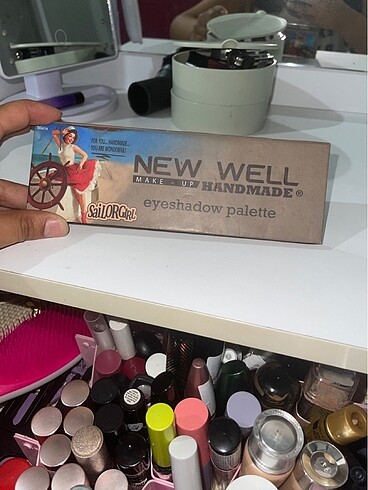 FOR YOU... HANDMADE...
YOU ARE WONDERFUL!
NEW WELL
MAKE - UP HANDMADE®
SaiLORGiRL
eyeshadow palette